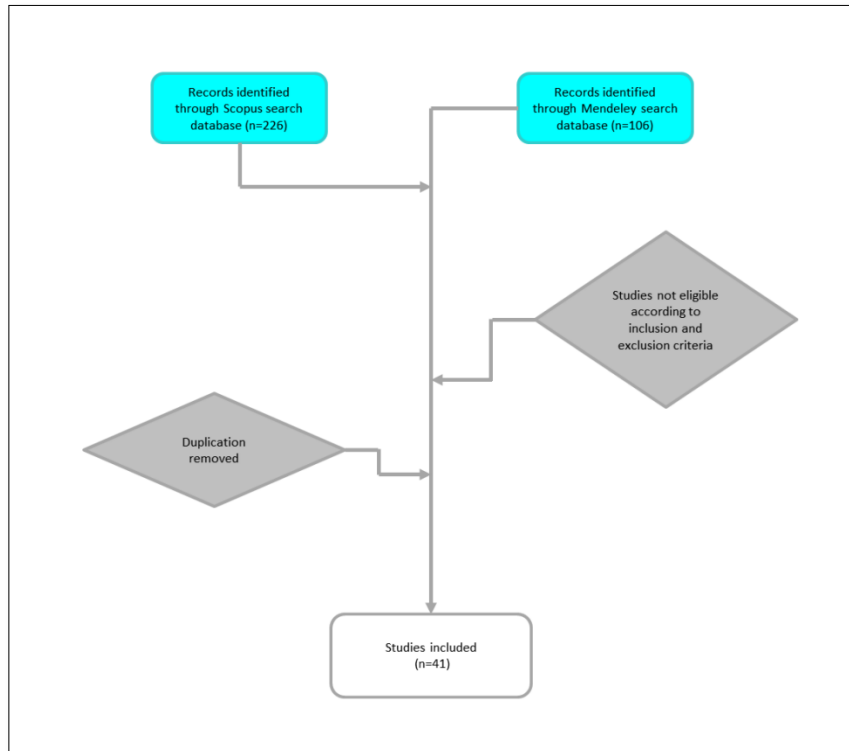 Records identified
through Scopus search
database (n=226)
Records identified
through Mendeley search
database (n=106)
Studies not eligible
according to
inclusion and
exclusion criteria
Duplication
removed
Studies included
(n=41)